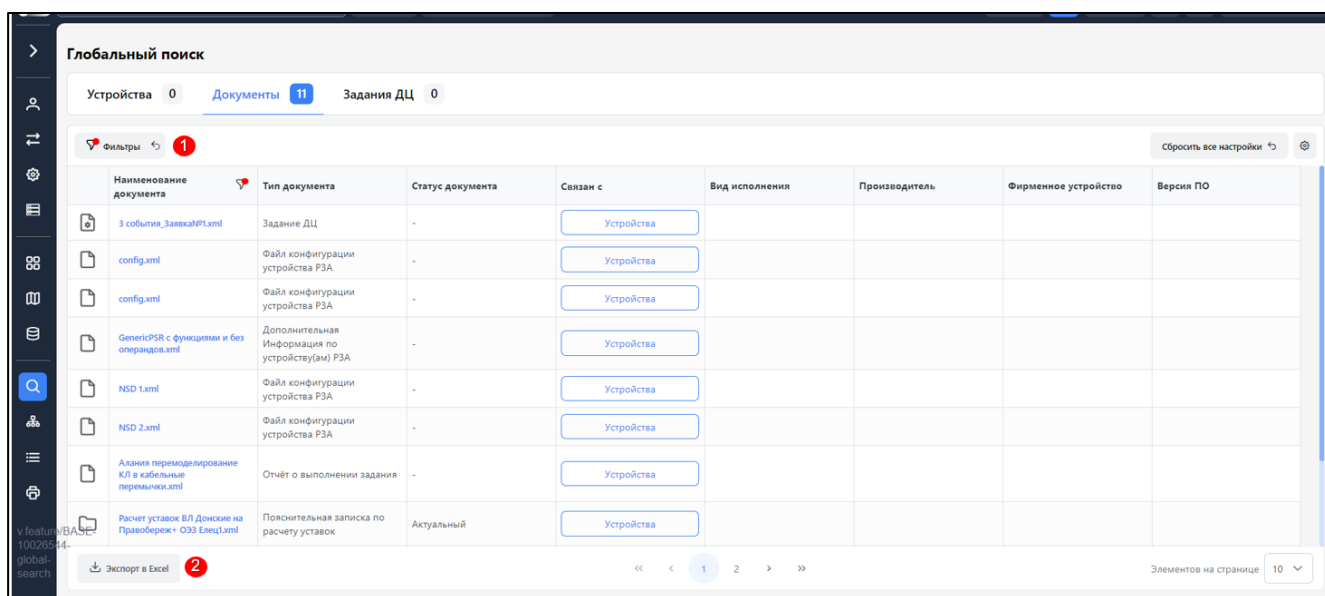 Глобальный поиск
Устройства 0 Документы 11 Задания ДЦ 0
Фильтры 1 Сбросить все настройки
Наименование документа Тип документа Статус документа Связан с Вид исполнения Производитель Фирменное устройство Версия ПО
3 события_Заявка№1.xml Задание ДЦ - Устройства
config.xml Файл конфигурации устройства РЗА - Устройства
config.xml Файл конфигурации устройства РЗА - Устройства
GenericPSR с функциями и без операндов.xml Дополнительная Информация по устройству(ам) РЗА - Устройства
NSD 1.xml Файл конфигурации устройства РЗА - Устройства
NSD 2.xml Файл конфигурации устройства РЗА - Устройства
Алания перемоделирование КЛ в кабельные перемычки.xml Отчёт о выполнении задания - Устройства
Расчет уставок ВЛ Донские на Правобереж+ ОЭЗ Елец1.xml Пояснительная записка по расчету уставок Актуальный Устройства
v.feature/BASE-
10026544-
global-
search
Экспорт в Excel 2 << < 1 2 > >> Элементов на странице 10